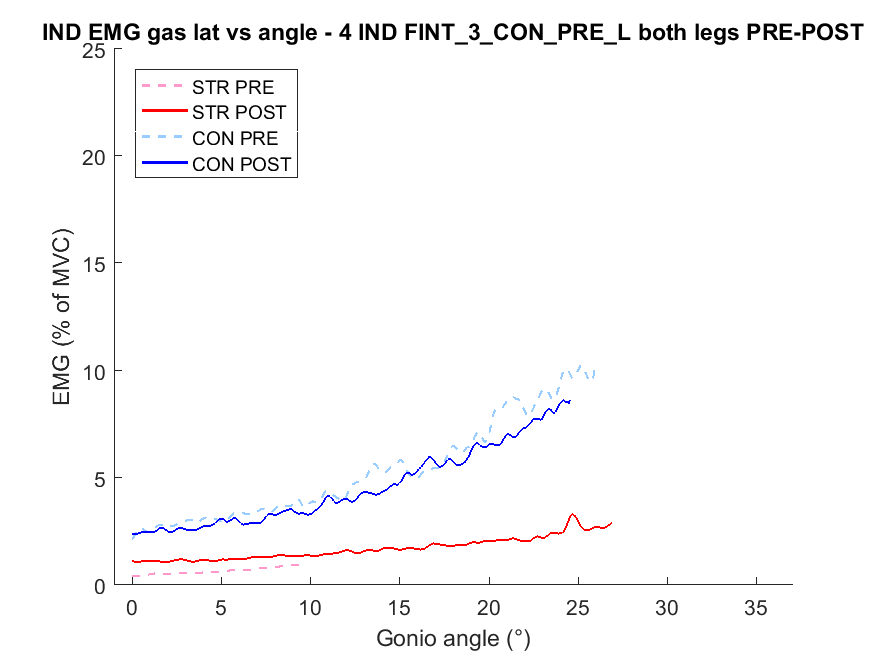 IND EMG gas lat vs angle - 4 IND FINT_3_CON_PRE_L both legs PRE-POST
25
STR PRE
STR POST
CON PRE
CON POST
20
15
10
5
0
EMG (% of MVC)
0 5 10 15 20 25 30 35
Gonio angle (°)